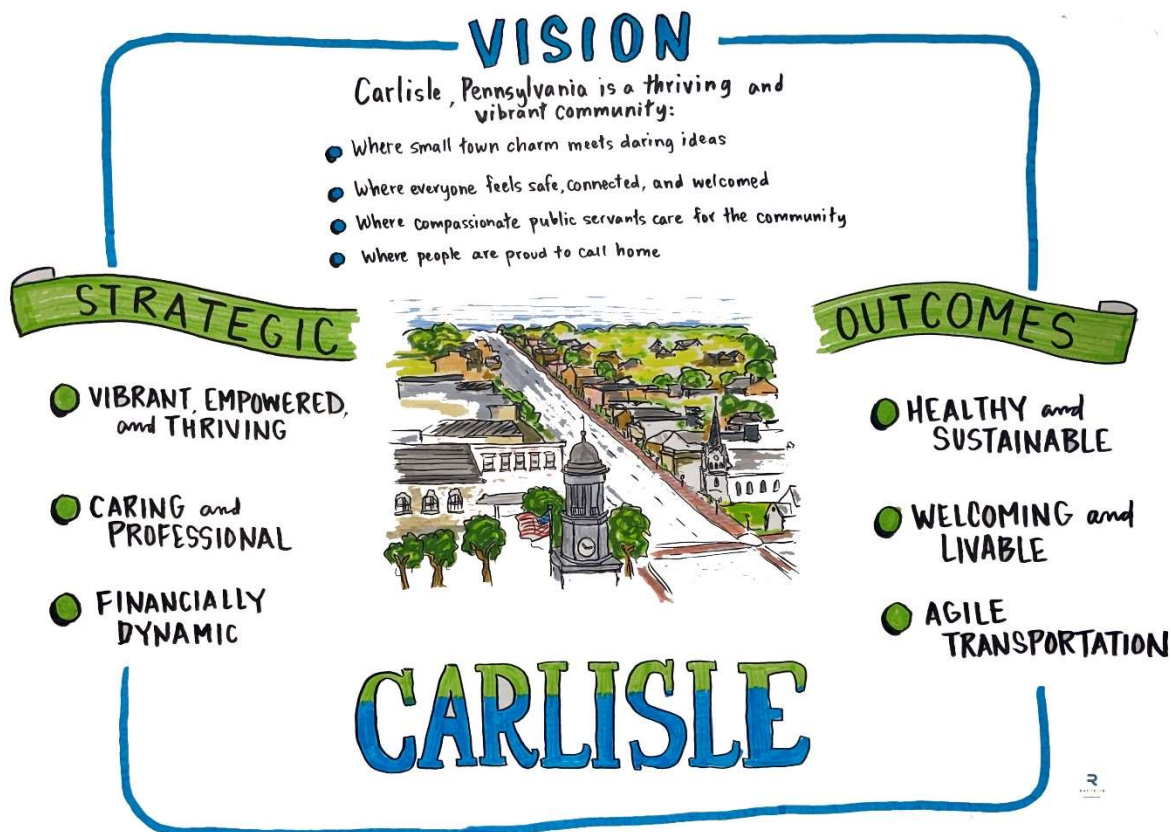 VISION
Carlisle, Pennsylvania is a thriving and
vibrant community:
Where small town charm meets daring ideas
Where everyone feels safe, connected, and welcomed
Where compassionate public servants care for the community
Where people are proud to call home
STRATEGIC
OUTCOMES
VIBRANT, EMPOWERED,
and THRIVING
CARING and
PROFESSIONAL
FINANCIALLY
DYNAMIC
HEALTHY and
SUSTAINABLE
WELCOMING and
LIVABLE
AGILE
TRANSPORTATION
CARLISLE
R